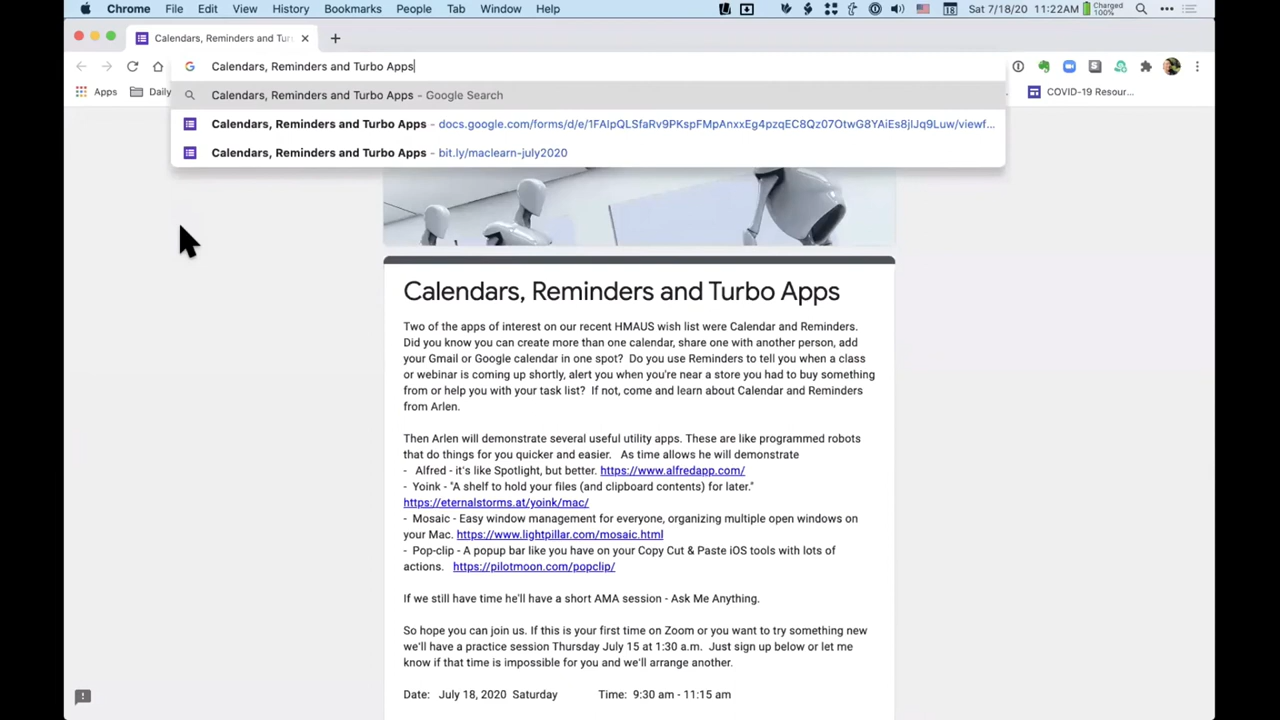 Chrome File Edit View History Bookmarks People Tab Window Help 18 Sat 7/18/20 11:22AM Charged 100%
Calendars, Reminders and Tur
Calendars, Reminders and Turbo Apps
Apps Daily COVID-19 Resour...
Calendars, Reminders and Turbo Apps - Google Search
Calendars, Reminders and Turbo Apps - docs.google.com/forms/d/e/1FAIpQLSfaRv9PKspFMpAnxxEg4pzqEC8Qz07OtwG8YAiEs8jIJq9Luw/viewf...
Calendars, Reminders and Turbo Apps - bit.ly/maclearn-july2020
Calendars, Reminders and Turbo Apps
Two of the apps of interest on our recent HMAUS wish list were Calendar and Reminders.
Did you know you can create more than one calendar, share one with another person, add
your Gmail or Google calendar in one spot? Do you use Reminders to tell you when a class
or webinar is coming up shortly, alert you when you're near a store you had to buy something
from or help you with your task list? If not, come and learn about Calendar and Reminders
from Arlen.
Then Arlen will demonstrate several useful utility apps. These are like programmed robots
that do things for you quicker and easier. As time allows he will demonstrate
- Alfred - it's like Spotlight, but better. https://www.alfredapp.com/
- Yoink - "A shelf to hold your files (and clipboard contents) for later."
https://eternalstorms.at/yoink/mac/
- Mosaic - Easy window management for everyone, organizing multiple open windows on
your Mac. https://www.lightpillar.com/mosaic.html
- Pop-clip - A popup bar like you have on your Copy Cut & Paste iOS tools with lots of
actions. https://pilotmoon.com/popclip/
If we still have time he'll have a short AMA session - Ask Me Anything.
So hope you can join us. If this is your first time on Zoom or you want to try something new
we'll have a practice session Thursday July 15 at 1:30 a.m. Just sign up below or let me
know if that time is impossible for you and we'll arrange another.
Date: July 18, 2020 Saturday Time: 9:30 am - 11:15 am